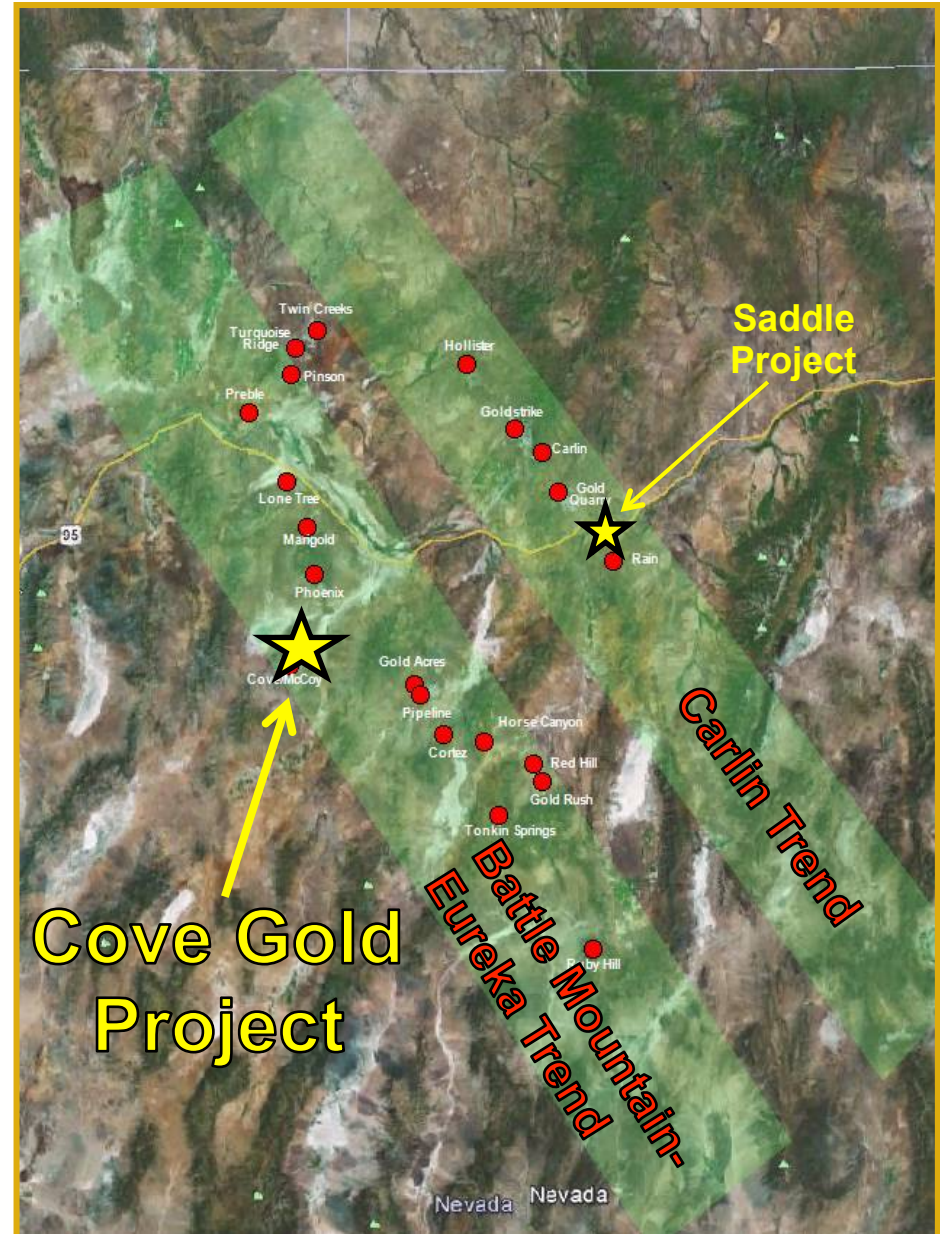 Twin Creeks
Turquoise
Ridge
Pinson
Preble
Hollister
Saddle
Project
Goldstrike
Carlin
Gold
Quarry
Lone Tree
Marigold
95
Rain
Phoenix
Cove/McCoy
Gold Acres
Pipeline
Horse Canyon
Cortez
Red Hill
Gold Rush
Tonkin Springs
Carlin Trend
Battle Mountain-
Eureka Trend
Cove Gold
Project
Ruby Hill
Nevada
Nevada